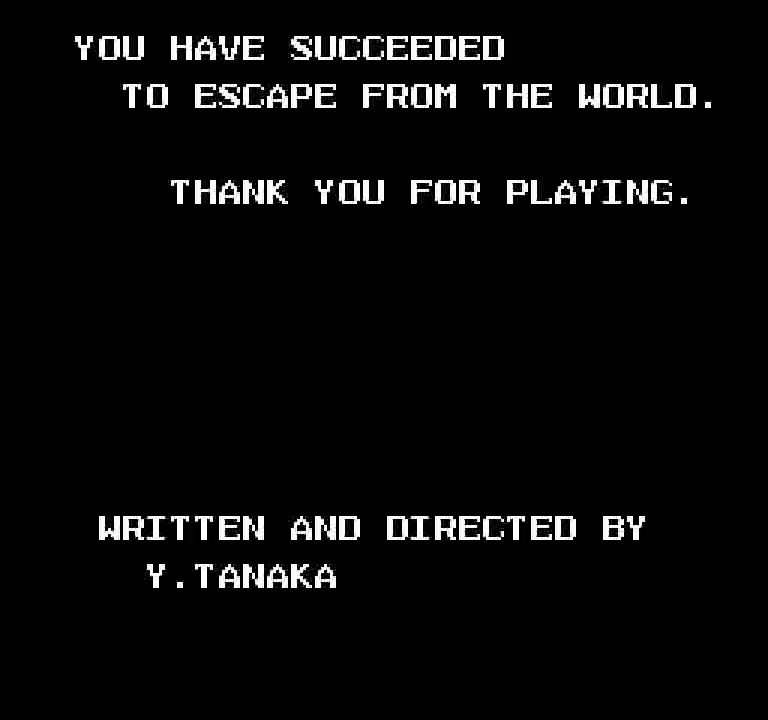 YOU HAVE SUCCEEDED
TO ESCAPE FROM THE WORLD.
THANK YOU FOR PLAYING.
WRITTEN AND DIRECTED BY
Y.TANAKA